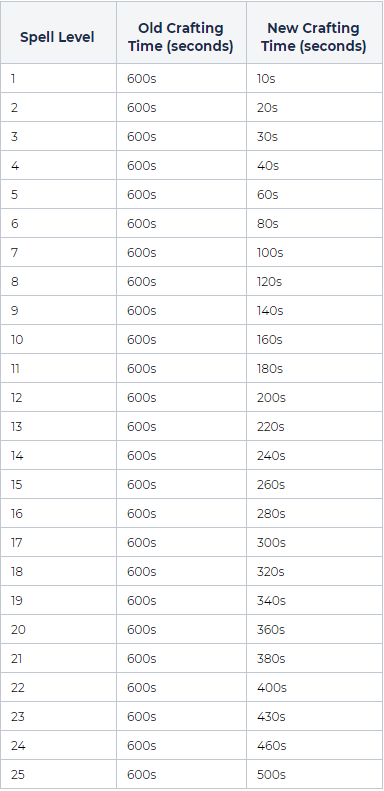 Spell Level Old Crafting Time (seconds) New Crafting Time (seconds)
1 600s 10s
2 600s 20s
3 600s 30s
4 600s 40s
5 600s 60s
6 600s 80s
7 600s 100s
8 600s 120s
9 600s 140s
10 600s 160s
11 600s 180s
12 600s 200s
13 600s 220s
14 600s 240s
15 600s 260s
16 600s 280s
17 600s 300s
18 600s 320s
19 600s 340s
20 600s 360s
21 600s 380s
22 600s 400s
23 600s 430s
24 600s 460s
25 600s 500s